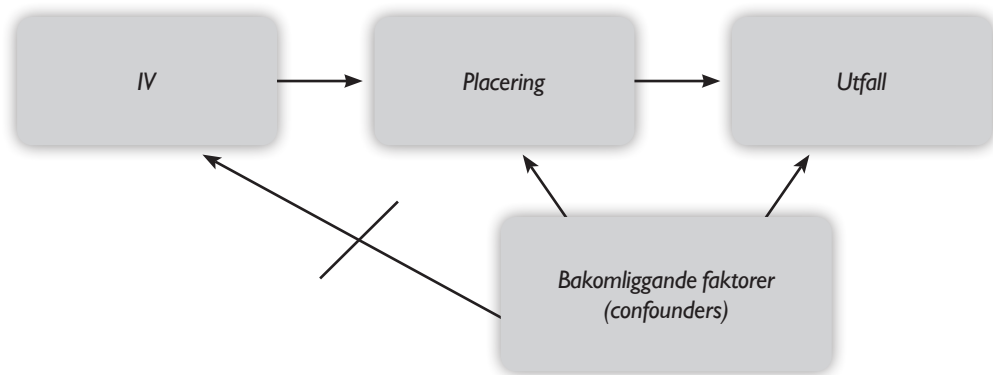 IV
Placering
Utfall
Bakomliggande faktorer
(confounders)